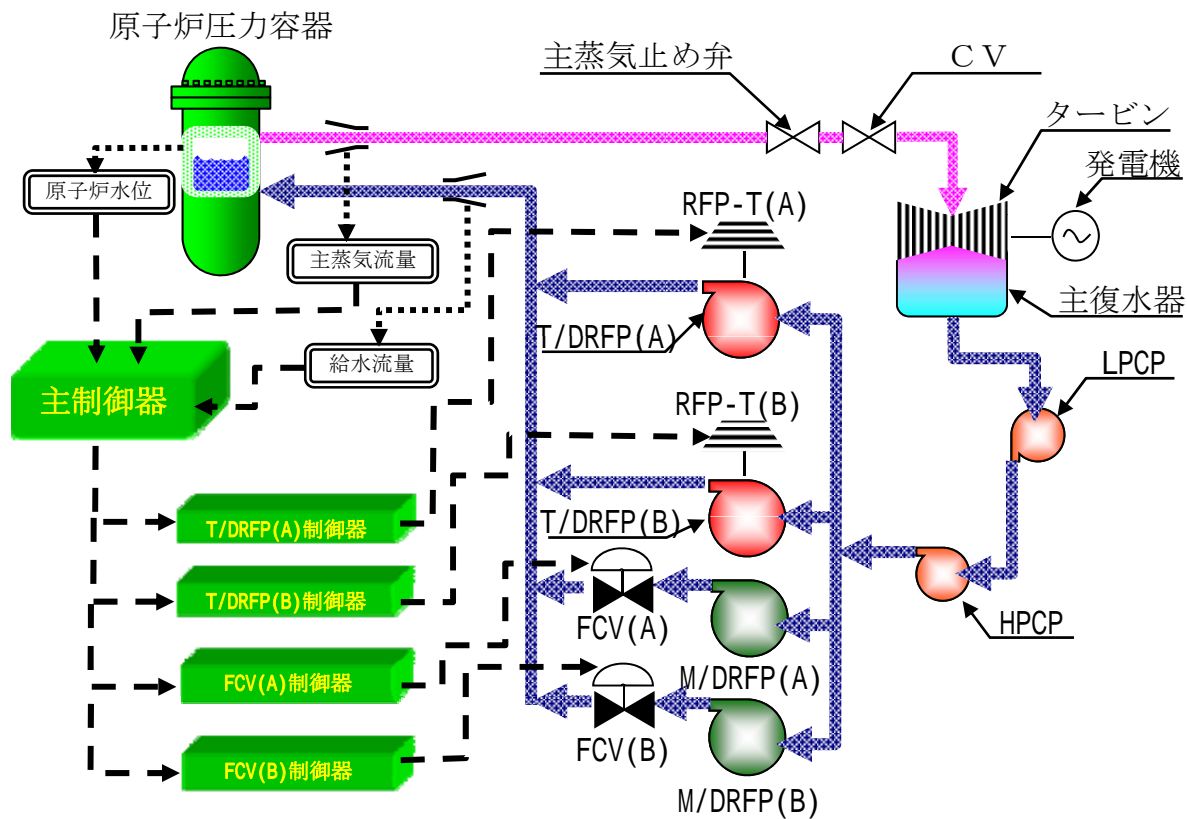 原子炉圧力容器
主蒸気止め弁
ＣＶ
タービン
発電機
原子炉水位
RFP-T(A)
主蒸気流量
主復水器
T/DRFP(A)
給水流量
LPCP
主制御器
RFP-T(B)
T/DRFP(A)制御器
T/DRFP(B)
T/DRFP(B)制御器
FCV(A)
HPCP
FCV(A)制御器
M/DRFP(A)
FCV(B)
FCV(B)制御器
M/DRFP(B)